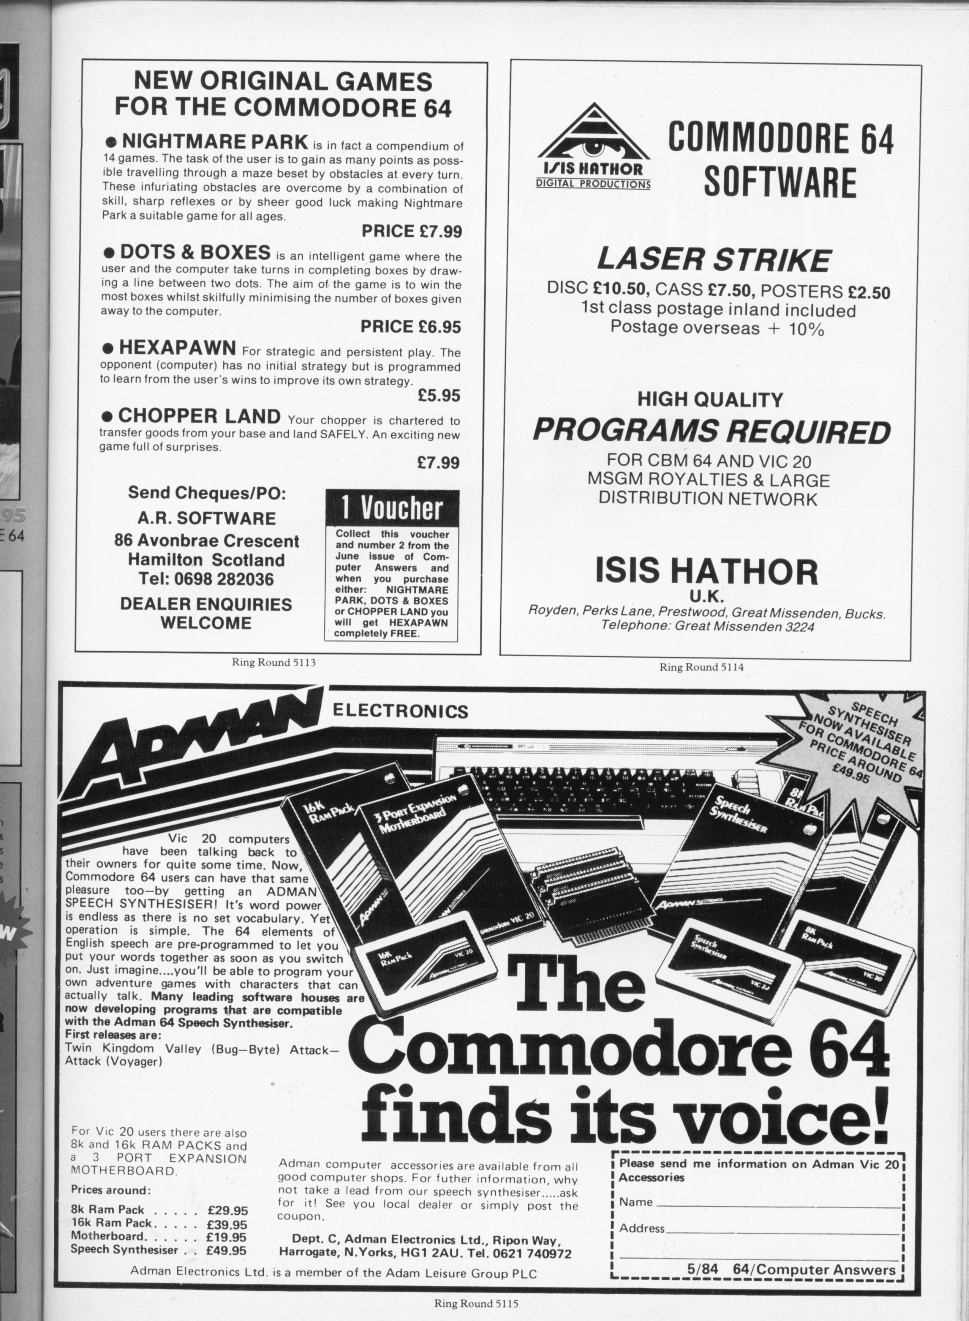 NEW ORIGINAL GAMES
FOR THE COMMODORE 64
● NIGHTMARE PARK is in fact a compendium of
14 games. The task of the user is to gain as many points as poss-
ible travelling through a maze beset by obstacles at every turn.
These infuriating obstacles are overcome by a combination of
skill, sharp reflexes or by sheer good luck making Nightmare
Park a suitable game for all ages.
PRICE £7.99
● DOTS & BOXES is an intelligent game where the
user and the computer take turns in completing boxes by draw-
ing a line between two dots. The aim of the game is to win the
most boxes whilst skilfully minimising the number of boxes given
away to the computer.
PRICE £6.95
● HEXAPAWN For strategic and persistent play. The
opponent (computer) has no initial strategy but is programmed
to learn from the user's wins to improve its own strategy.
£5.95
● CHOPPER LAND Your chopper is chartered to
transfer goods from your base and land SAFELY. An exciting new
game full of surprises.
£7.99
Send Cheques/PO:
A.R. SOFTWARE
86 Avonbrae Crescent
Hamilton Scotland
Tel: 0698 282036
DEALER ENQUIRIES
WELCOME
1 Voucher
Collect this voucher
and number 2 from the
June issue of Com-
puter Answers and
when you purchase
either: NIGHTMARE
PARK, DOTS & BOXES
or CHOPPER LAND you
will get HEXAPAWN
completely FREE.
Ring Round 5113
ISIS HATHOR
DIGITAL PRODUCTIONS
COMMODORE 64
SOFTWARE
LASER STRIKE
DISC £10.50, CASS £7.50, POSTERS £2.50
1st class postage inland included
Postage overseas + 10%
HIGH QUALITY
PROGRAMS REQUIRED
FOR CBM 64 AND VIC 20
MSGM ROYALTIES & LARGE
DISTRIBUTION NETWORK
ISIS HATHOR
U.K.
Royden, Perks Lane, Prestwood, Great Missenden, Bucks.
Telephone: Great Missenden 3224
Ring Round 5114
ADMAN ELECTRONICS
SPEECH
SYNTHESISER
NOW AVAILABLE
FOR COMMODORE 64
PRICE AROUND
£49.95
16K
RAM PACK
3 PORT EXPANSION
MOTHERBOARD
ADMAN
COMMODORE VIC 20
Speech
Synthesiser
ADMAN
8K
RAM PACK
16K
RAM PACK
VIC 20
Speech
Synthesiser
VIC 20
8K
RAM PACK
VIC 20
Vic 20 computers
have been talking back to
their owners for quite some time. Now,
Commodore 64 users can have that same
pleasure too—by getting an ADMAN
SPEECH SYNTHESISER! It's word power
is endless as there is no set vocabulary. Yet
operation is simple. The 64 elements of
English speech are pre-programmed to let you
put your words together as soon as you switch
on. Just imagine....you'll be able to program your
own adventure games with characters that can
actually talk. Many leading software houses are
now developing programs that are compatible
with the Adman 64 Speech Synthesiser.
First releases are:
Twin Kingdom Valley (Bug—Byte) Attack—
Attack (Voyager)
The
Commodore 64
finds its voice!
For Vic 20 users there are also
8k and 16k RAM PACKS and
a 3 PORT EXPANSION
MOTHERBOARD.
Prices around:
8k Ram Pack . . . . . £29.95
16k Ram Pack. . . . . £39.95
Motherboard. . . . . . £19.95
Speech Synthesiser . . £49.95
Adman computer accessories are available from all
good computer shops. For futher information, why
not take a lead from our speech synthesiser.....ask
for it! See you local dealer or simply post the
coupon.
Dept. C, Adman Electronics Ltd., Ripon Way,
Harrogate, N.Yorks, HG1 2AU. Tel. 0621 740972
Adman Electronics Ltd. is a member of the Adam Leisure Group PLC
Please send me information on Adman Vic 20
Accessories
Name
Address
5/84 64/Computer Answers
Ring Round 5115
.95
E 64